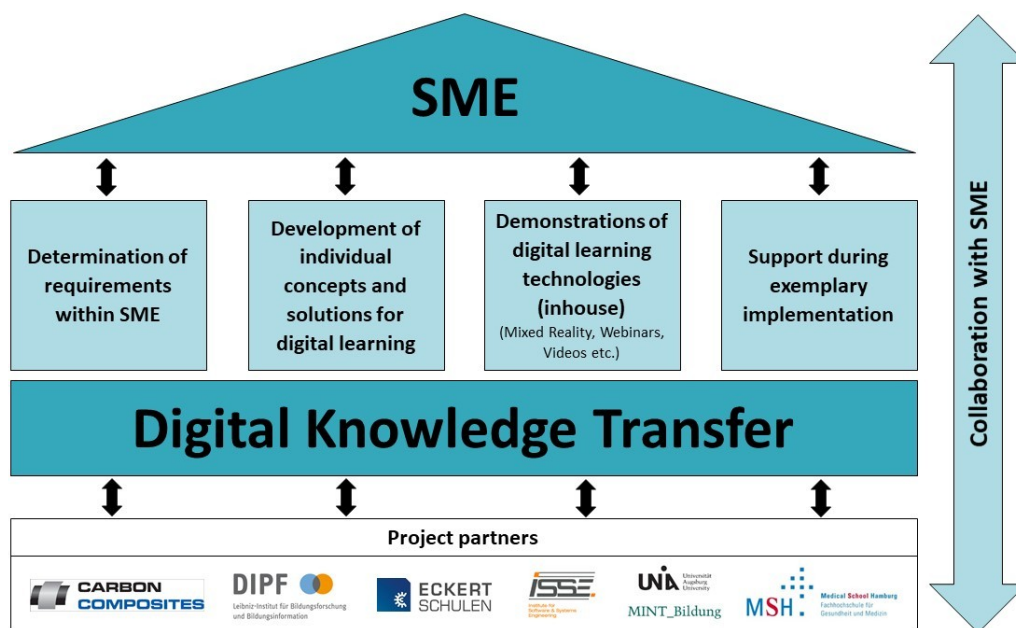 SME
Determination of
requirements
within SME
Development of
individual
concepts and
solutions for
digital learning
Demonstrations of
digital learning
technologies
(inhouse)
(Mixed Reality, Webinars,
Videos etc.)
Support during
exemplary
implementation
Collaboration with SME
Digital Knowledge Transfer
Project partners
CARBON
COMPOSITES
DIPF
Leibniz-Institut für Bildungsforschung
und Bildungsinformation
ECKERT
SCHULEN
ISSE
Institute for
Software & Systems
Engineering
UNIA
Universität
Augsburg
University
MINT_Bildung
MSH
Medical School Hamburg
Fachhochschule für
Gesundheit und Medizin